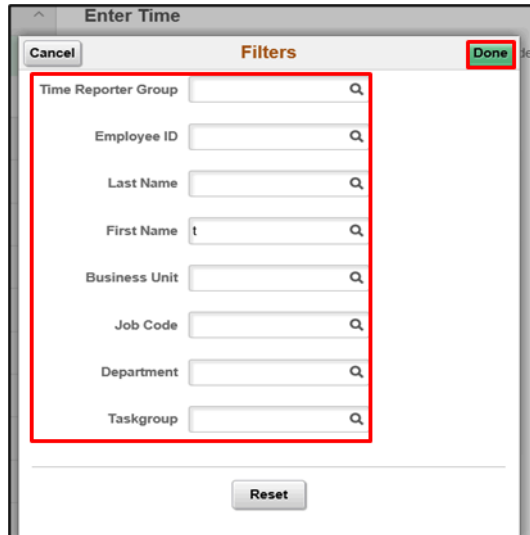 Enter Time
Cancel Filters Done de
Time Reporter Group
Employee ID
Last Name
First Name t
Business Unit
Job Code
Department
Taskgroup
Reset